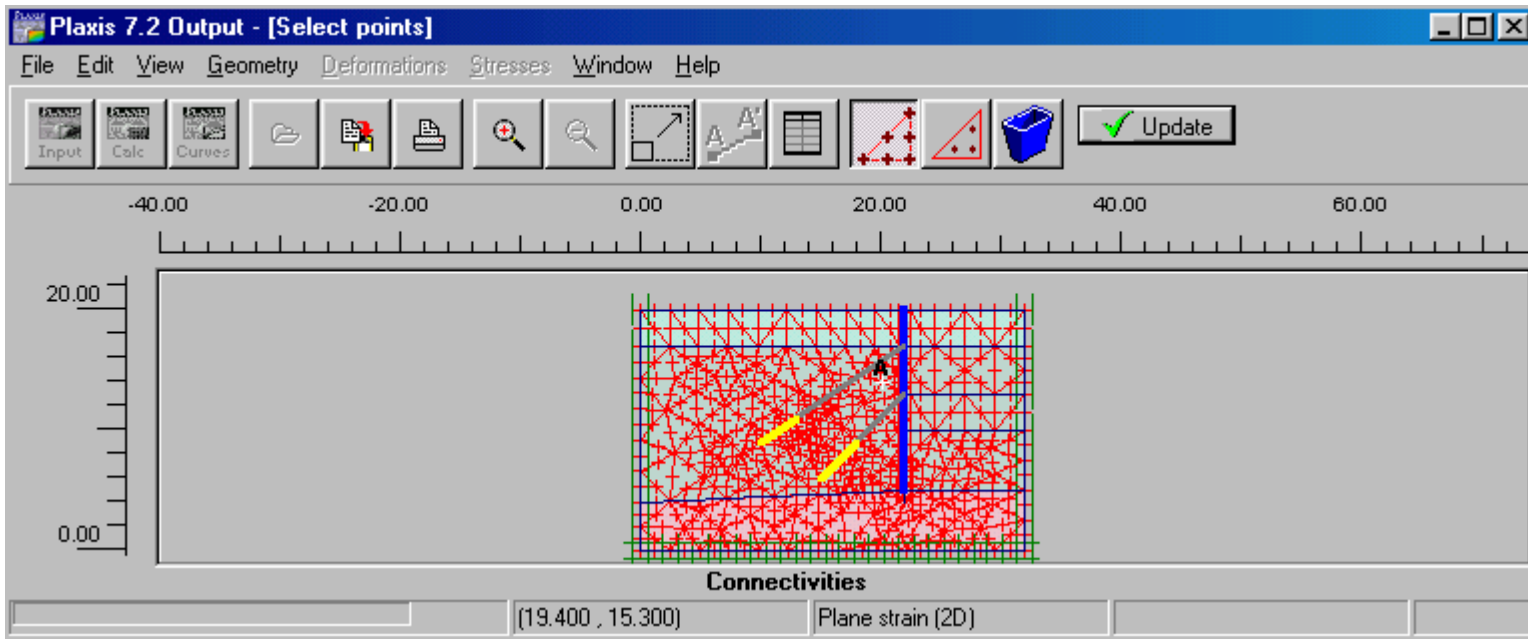 Plaxis 7.2 Output - [Select points]
File Edit View Geometry Deformations Stresses Window Help
Input Calc Curves A A' Update
-40.00 -20.00 0.00 20.00 40.00 60.00
20.00
A
0.00
Connectivities
(19.400 , 15.300) Plane strain (2D)